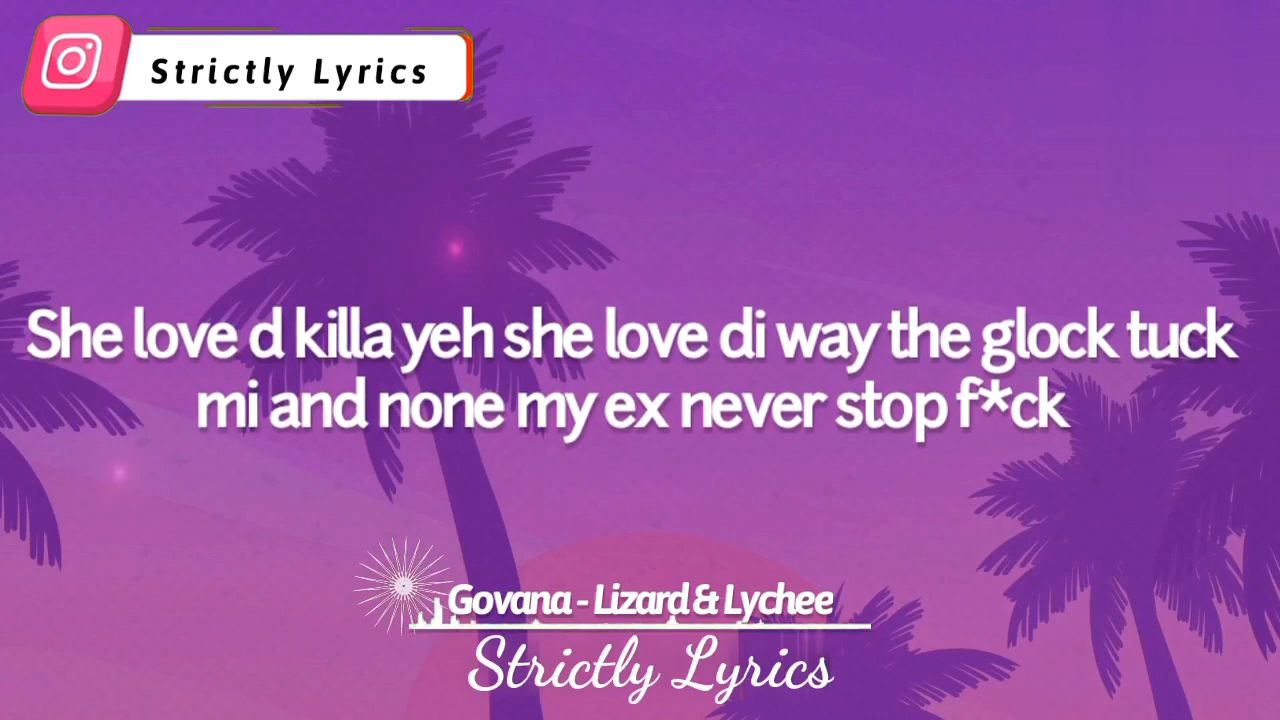 Strictly Lyrics
She love d killa yeh she love di way the glock tuck
mi and none my ex never stop f*ck
Govana - Lizard & Lychee
Strictly Lyrics